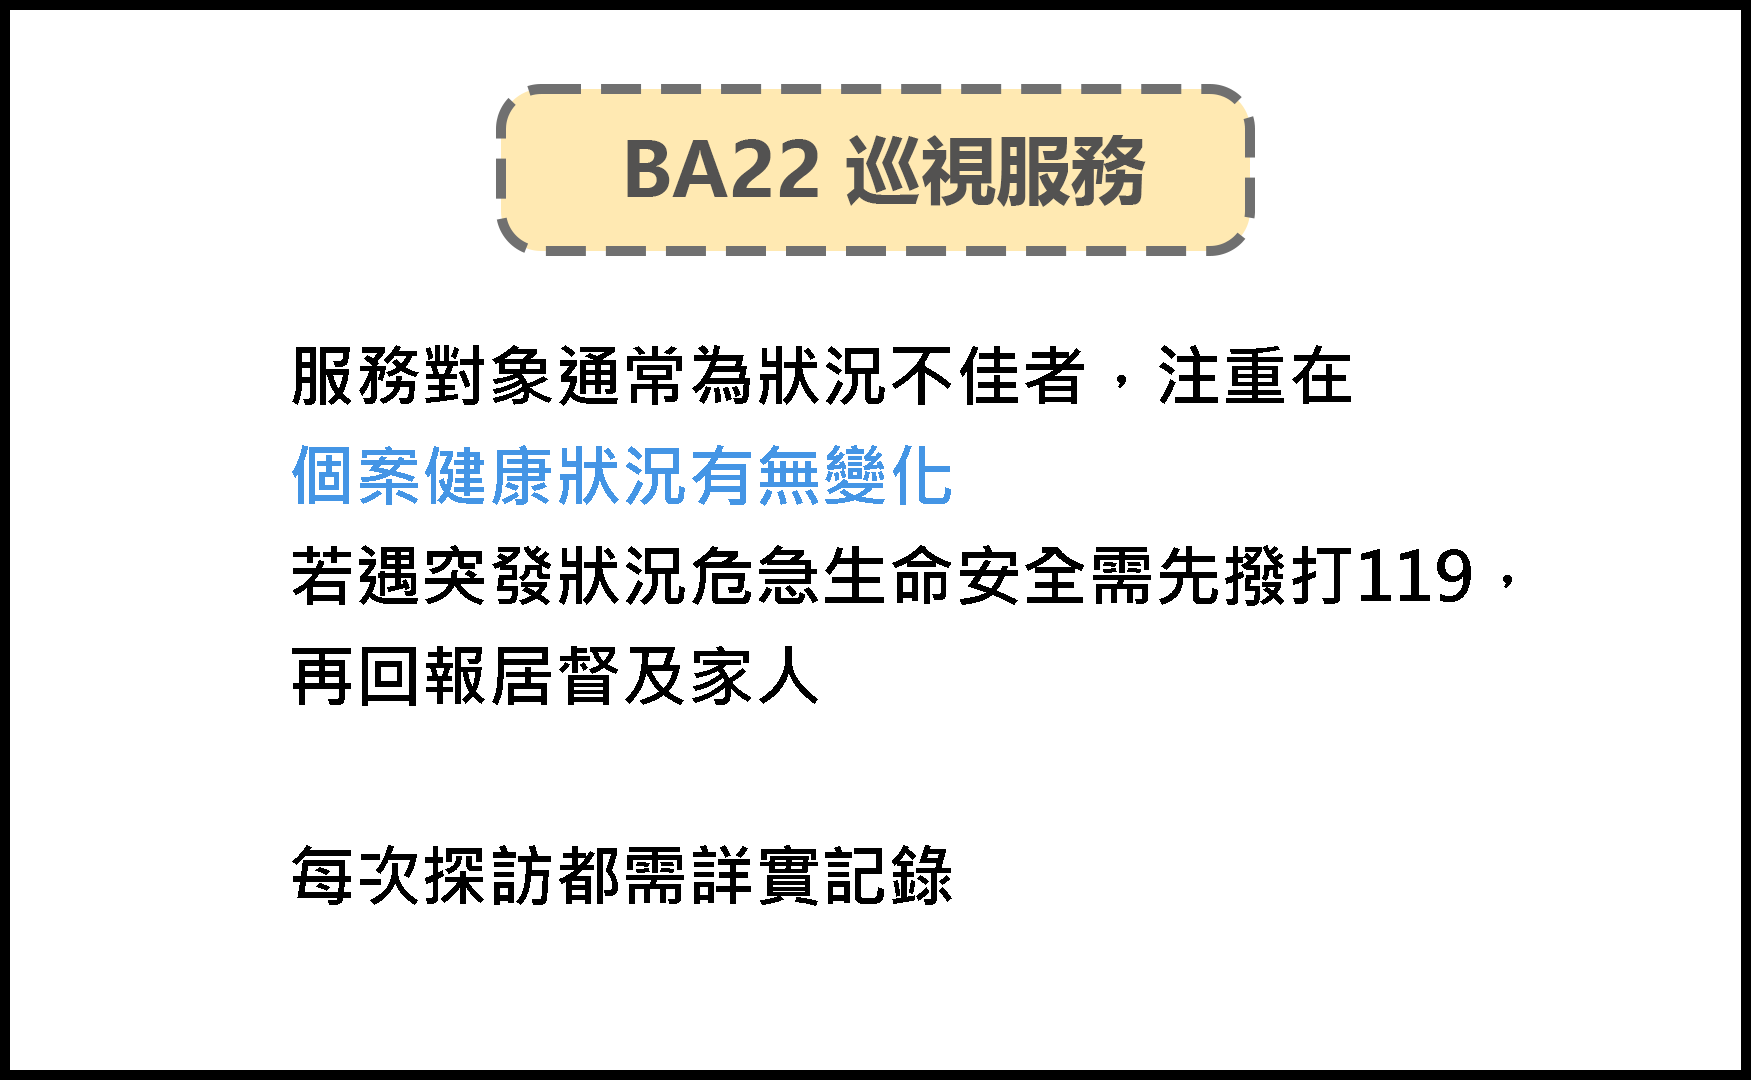 BA22 巡視服務
服務對象通常為狀況不佳者，注重在
個案健康狀況有無變化
若遇突發狀況危急生命安全需先撥打119，
再回報居督及家人
每次探訪都需詳實記錄